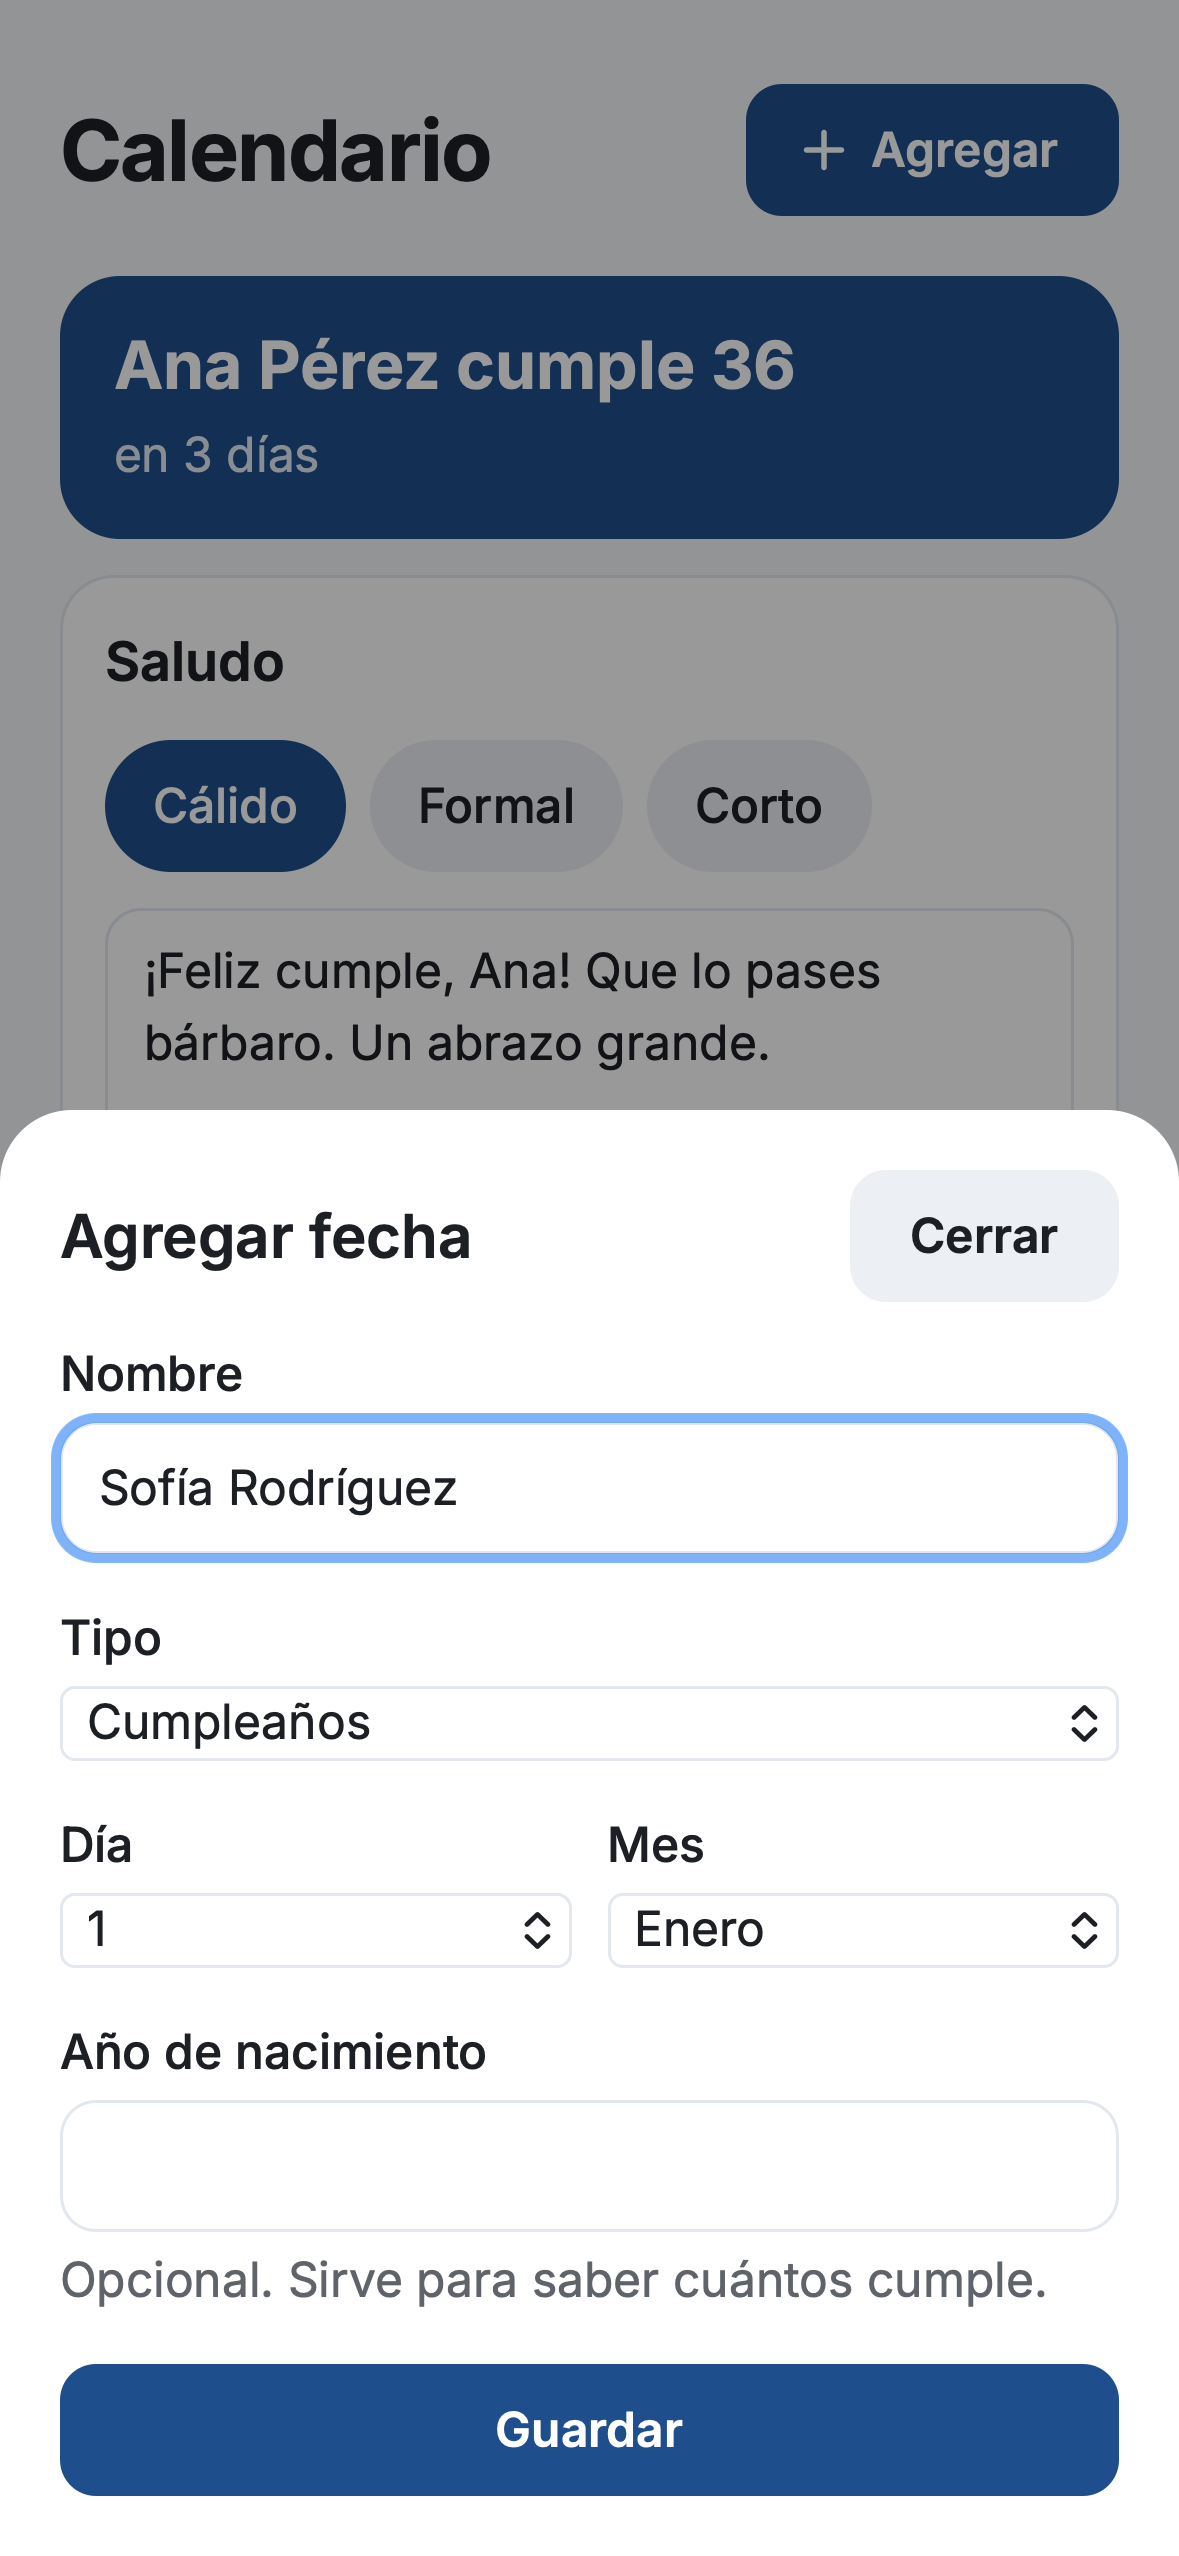 Calendario
+ Agregar
Ana Pérez cumple 36
en 3 días
Saludo
Cálido Formal Corto
¡Feliz cumple, Ana! Que lo pases
bárbaro. Un abrazo grande.
Agregar fecha
Cerrar
Nombre
Sofía Rodríguez
Tipo
Cumpleaños
Día Mes
1 Enero
Año de nacimiento
Opcional. Sirve para saber cuántos cumple.
Guardar